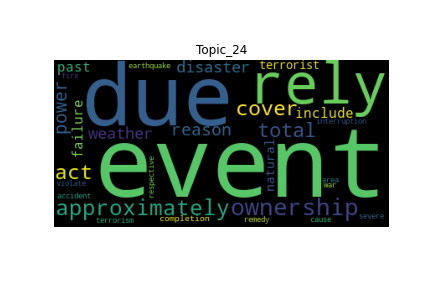 Topic_24
past earthquake disaster terrorist
fire
power due rely
cover include
failure weather reason total interruption
event
act respective natural area
violate war
accident approximately ownership
terrorism completion remedy cause severe